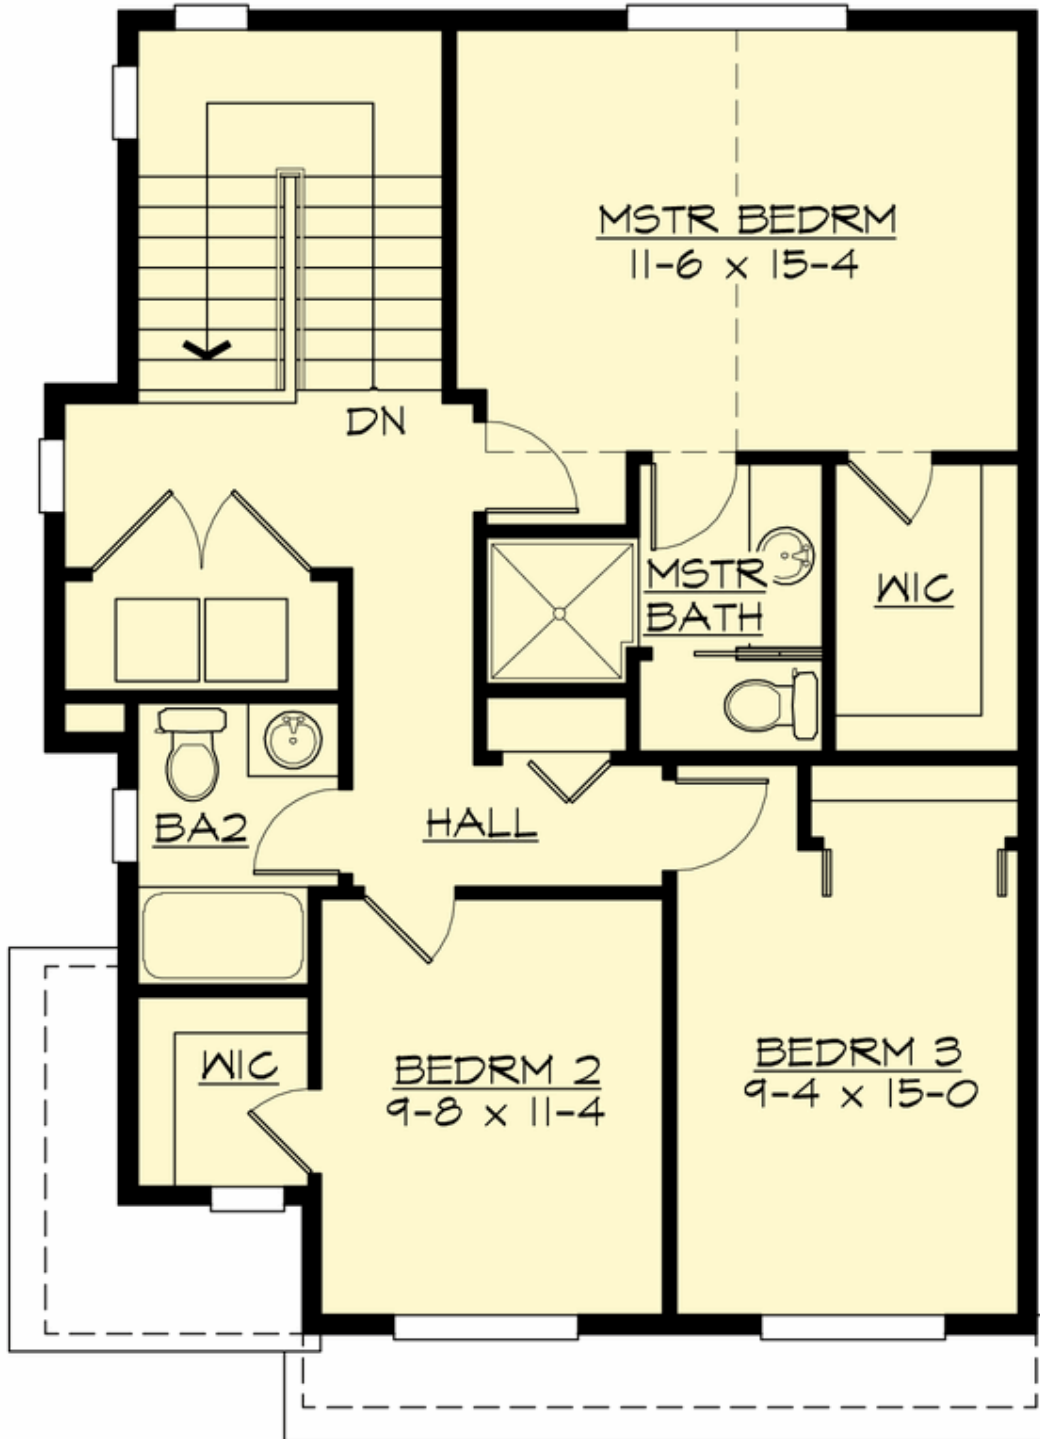 MSTR BEDRM
11-6 x 15-4
DN
MSTR
BATH
WIC
BA2
HALL
WIC
BEDRM 2
9-8 x 11-4
BEDRM 3
9-4 x 15-0